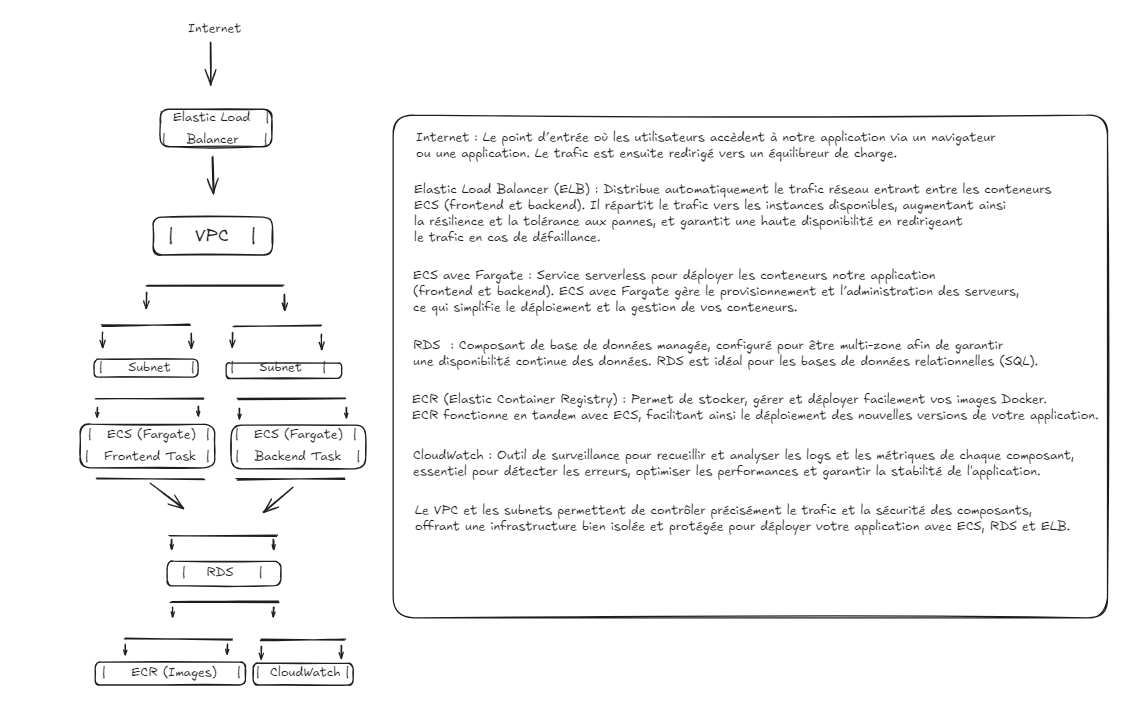 Internet
Elastic Load
Balancer
VPC
Subnet
Subnet
ECS (Fargate)
Frontend Task
ECS (Fargate)
Backend Task
RDS
ECR (Images)
CloudWatch
Internet : Le point d'entrée où les utilisateurs accèdent à notre application via un navigateur
ou une application. Le trafic est ensuite redirigé vers un équilibreur de charge.
Elastic Load Balancer (ELB) : Distribue automatiquement le trafic réseau entrant entre les conteneurs
ECS (frontend et backend). Il répartit le trafic vers les instances disponibles, augmentant ainsi
la résilience et la tolérance aux pannes, et garantit une haute disponibilité en redirigeant
le trafic en cas de défaillance.
ECS avec Fargate : Service serverless pour déployer les conteneurs notre application
(frontend et backend). ECS avec Fargate gère le provisionnement et l'administration des serveurs,
ce qui simplifie le déploiement et la gestion de vos conteneurs.
RDS : Composant de base de données managée, configuré pour être multi-zone afin de garantir
une disponibilité continue des données. RDS est idéal pour les bases de données relationnelles (SQL).
ECR (Elastic Container Registry) : Permet de stocker, gérer et déployer facilement vos images Docker.
ECR fonctionne en tandem avec ECS, facilitant ainsi le déploiement des nouvelles versions de votre application.
CloudWatch : Outil de surveillance pour recueillir et analyser les logs et les métriques de chaque composant,
essentiel pour détecter les erreurs, optimiser les performances et garantir la stabilité de l'application.
Le VPC et les subnets permettent de contrôler précisément le trafic et la sécurité des composants,
offrant une infrastructure bien isolée et protégée pour déployer votre application avec ECS, RDS et ELB.